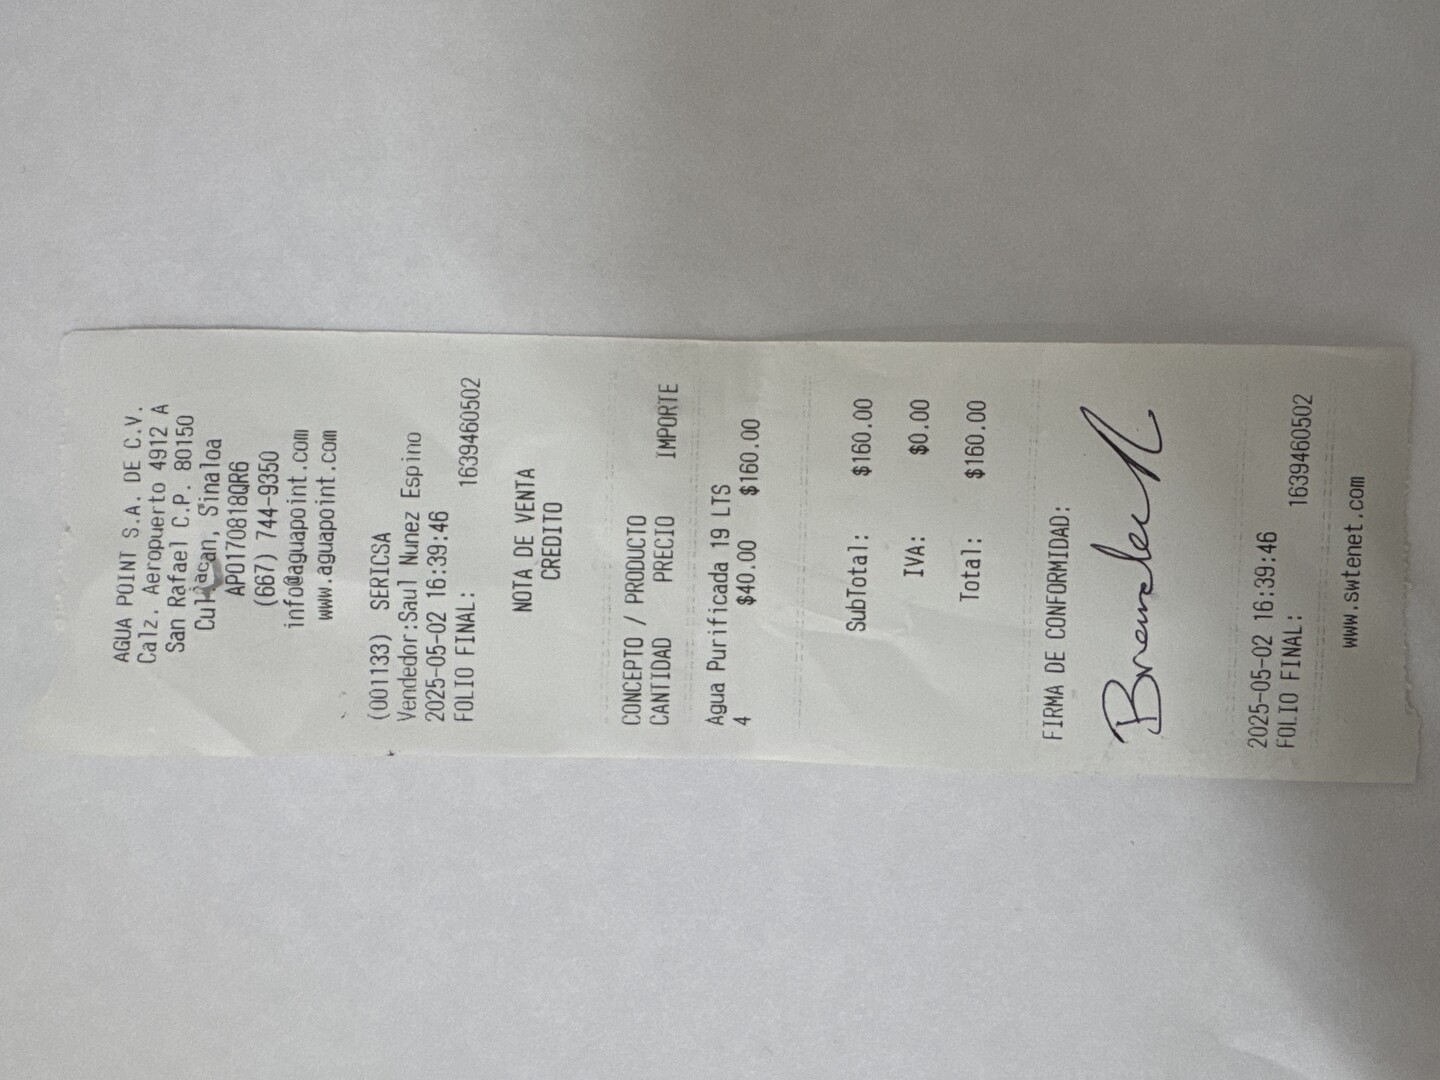 AGUA POINT S.A. DE C.V.
Calz. Aeropuerto 4912 A
San Rafael C.P. 80150
Culiacan, Sinaloa
APO170818QR6
(667) 744-9350
info@aguapoint.com
www.aguapoint.com
(001133) SERICSA
Vendedor:Saul Nunez Espino
2025-05-02 16:39:46
FOLIO FINAL: 1639460502
NOTA DE VENTA
CREDITO
CONCEPTO / PRODUCTO
CANTIDAD PRECIO IMPORTE
Agua Purificada 19 LTS
4 $40.00 $160.00
SubTotal: $160.00
IVA: $0.00
Total: $160.00
FIRMA DE CONFORMIDAD:
2025-05-02 16:39:46
FOLIO FINAL: 1639460502
www.swtenet.com